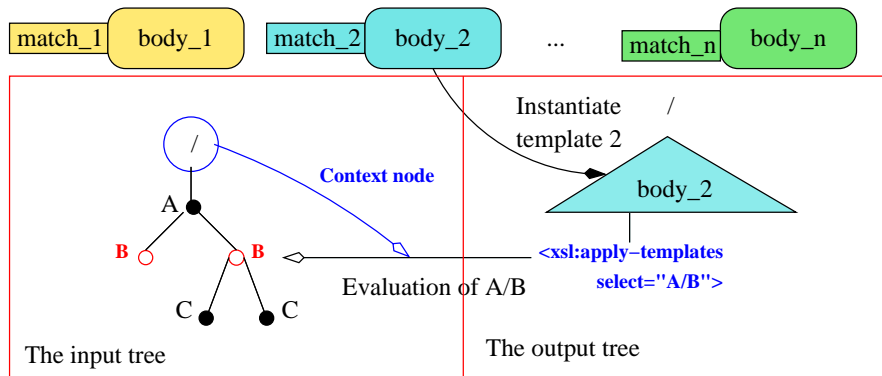 match_1
body_1
match_2
body_2
...
match_n
body_n
Instantiate
template 2
/
/
Context node
body_2
A
B
B
<xsl:apply−templates
select="A/B">
Evaluation of A/B
C
C
The input tree
The output tree